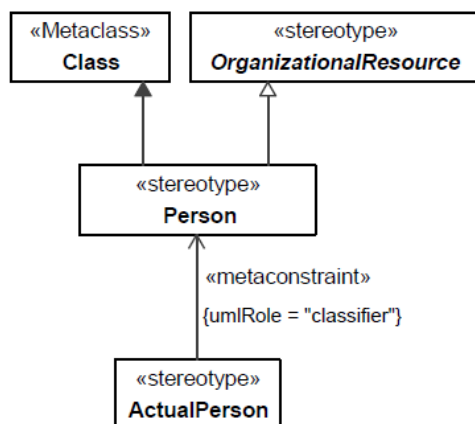 «Metaclass»
Class
«stereotype»
OrganizationalResource
«stereotype»
Person
«metaconstraint»
{umlRole = "classifier"}
«stereotype»
ActualPerson